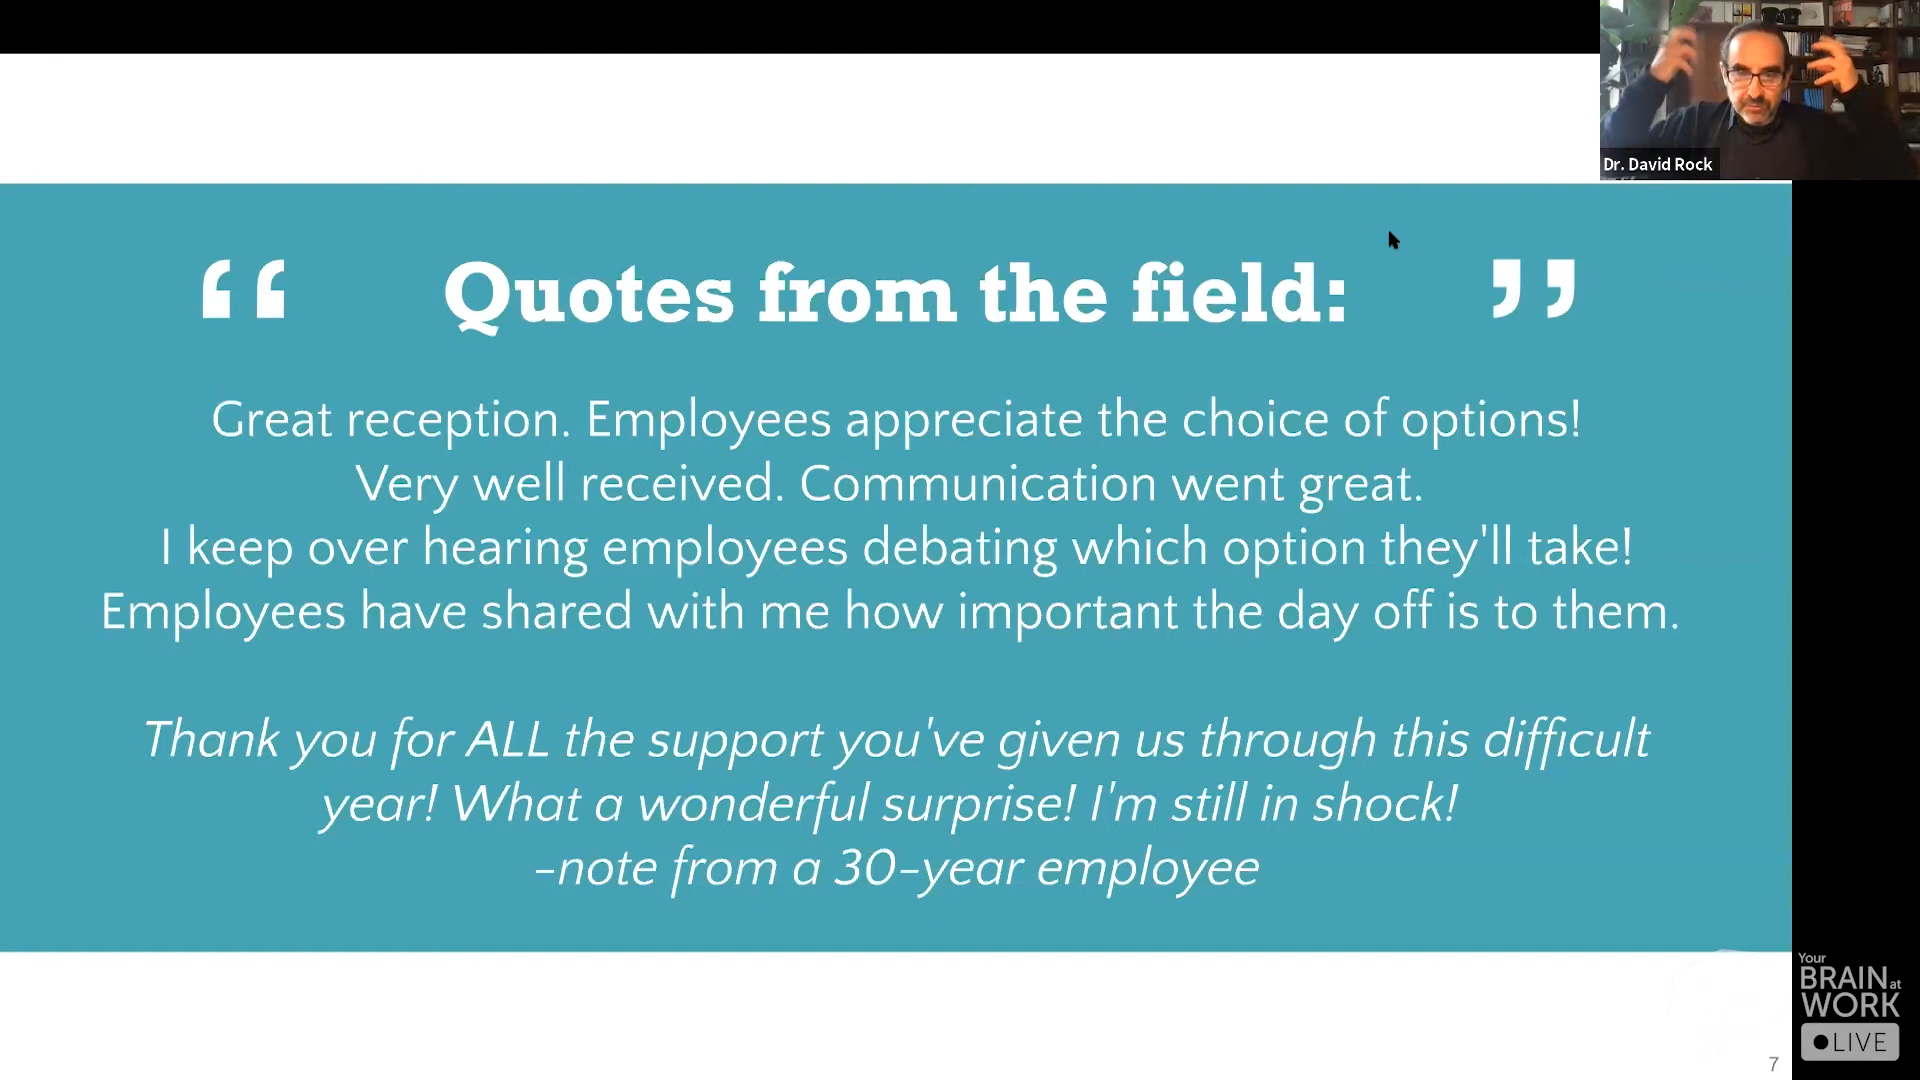 Dr. David Rock
“ Quotes from the field: ”
Great reception. Employees appreciate the choice of options!
Very well received. Communication went great.
I keep over hearing employees debating which option they'll take!
Employees have shared with me how important the day off is to them.
Thank you for ALL the support you've given us through this difficult
year! What a wonderful surprise! I'm still in shock!
-note from a 30-year employee
Your
BRAIN at
WORK
LIVE
7